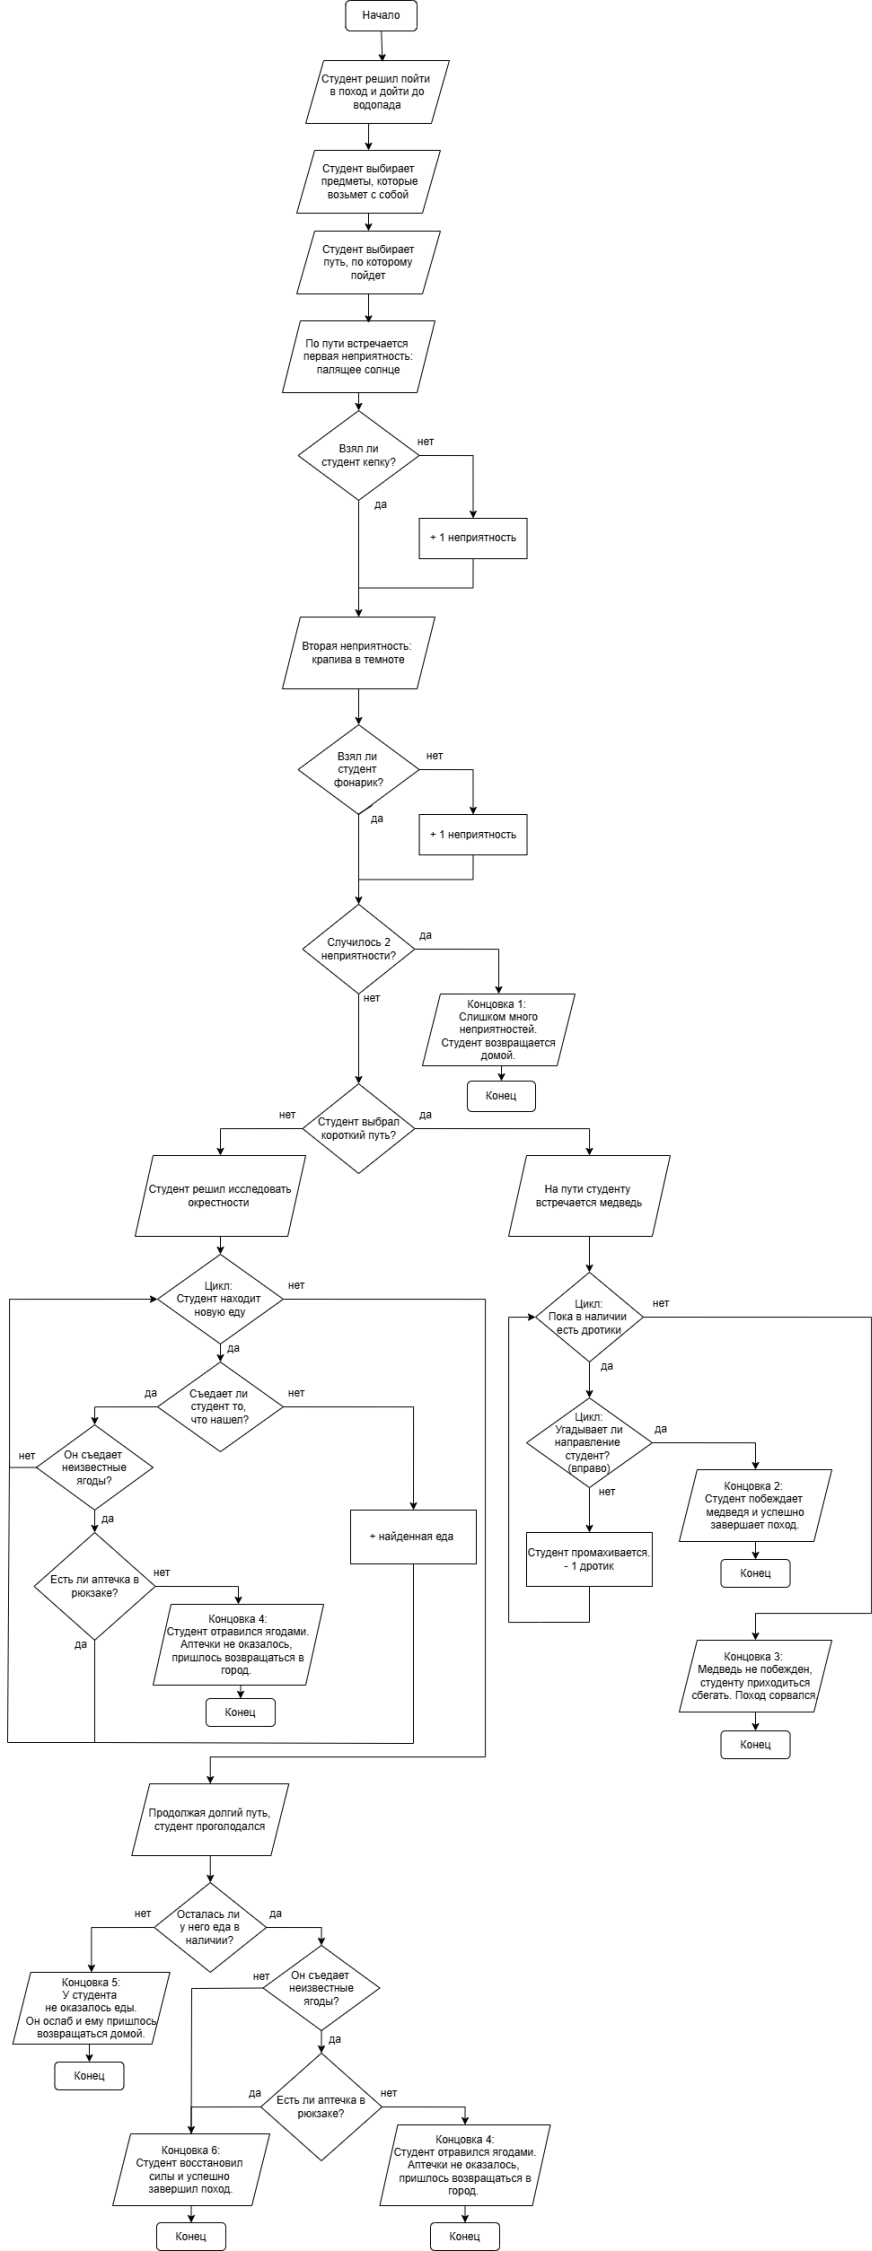 Начало
Студент решил пойти
в поход и дойти до
водопада
Студент выбирает
предметы, которые
возьмет с собой
Студент выбирает
путь, по которому
пойдет
По пути встречается
первая неприятность:
палящее солнце
Взял ли
студент кепку?
нет
да
+ 1 неприятность
Вторая неприятность:
крапива в темноте
Взял ли
студент
фонарик?
нет
да
+ 1 неприятность
Случилось 2
неприятности?
да
нет
Концовка 1:
Слишком много
неприятностей.
Студент возвращается
домой.
Конец
Студент выбрал
короткий путь?
нет
да
Студент решил исследовать
окрестности
На пути студенту
встречается медведь
Цикл:
Студент находит
новую еду
нет
да
Цикл:
Пока в наличии
есть дротики
нет
да
Съедает ли
студент то,
что нашел?
да
нет
Цикл:
Угадывает ли
направление
студент?
(вправо)
да
нет
Он съедает
неизвестные
ягоды?
нет
да
Концовка 2:
Студент побеждает
медведя и успешно
завершает поход.
Конец
+ найденная еда
Студент промахивается.
- 1 дротик
Есть ли аптечка в
рюкзаке?
нет
да
Концовка 4:
Студент отравился ягодами.
Аптечки не оказалось,
пришлось возвращаться в
город.
Конец
Концовка 3:
Медведь не побежден,
студенту приходиться
сбегать. Поход сорвался.
Конец
Продолжая долгий путь,
студент проголодался
Осталась ли
у него еда в
наличии?
нет
да
Концовка 5:
У студента
не оказалось еды.
Он ослаб и ему пришлось
возвращаться домой.
Конец
Он съедает
неизвестные
ягоды?
нет
да
Есть ли аптечка в
рюкзаке?
да
нет
Концовка 6:
Студент восстановил
силы и успешно
завершил поход.
Конец
Концовка 4:
Студент отравился ягодами.
Аптечки не оказалось,
пришлось возвращаться в
город.
Конец